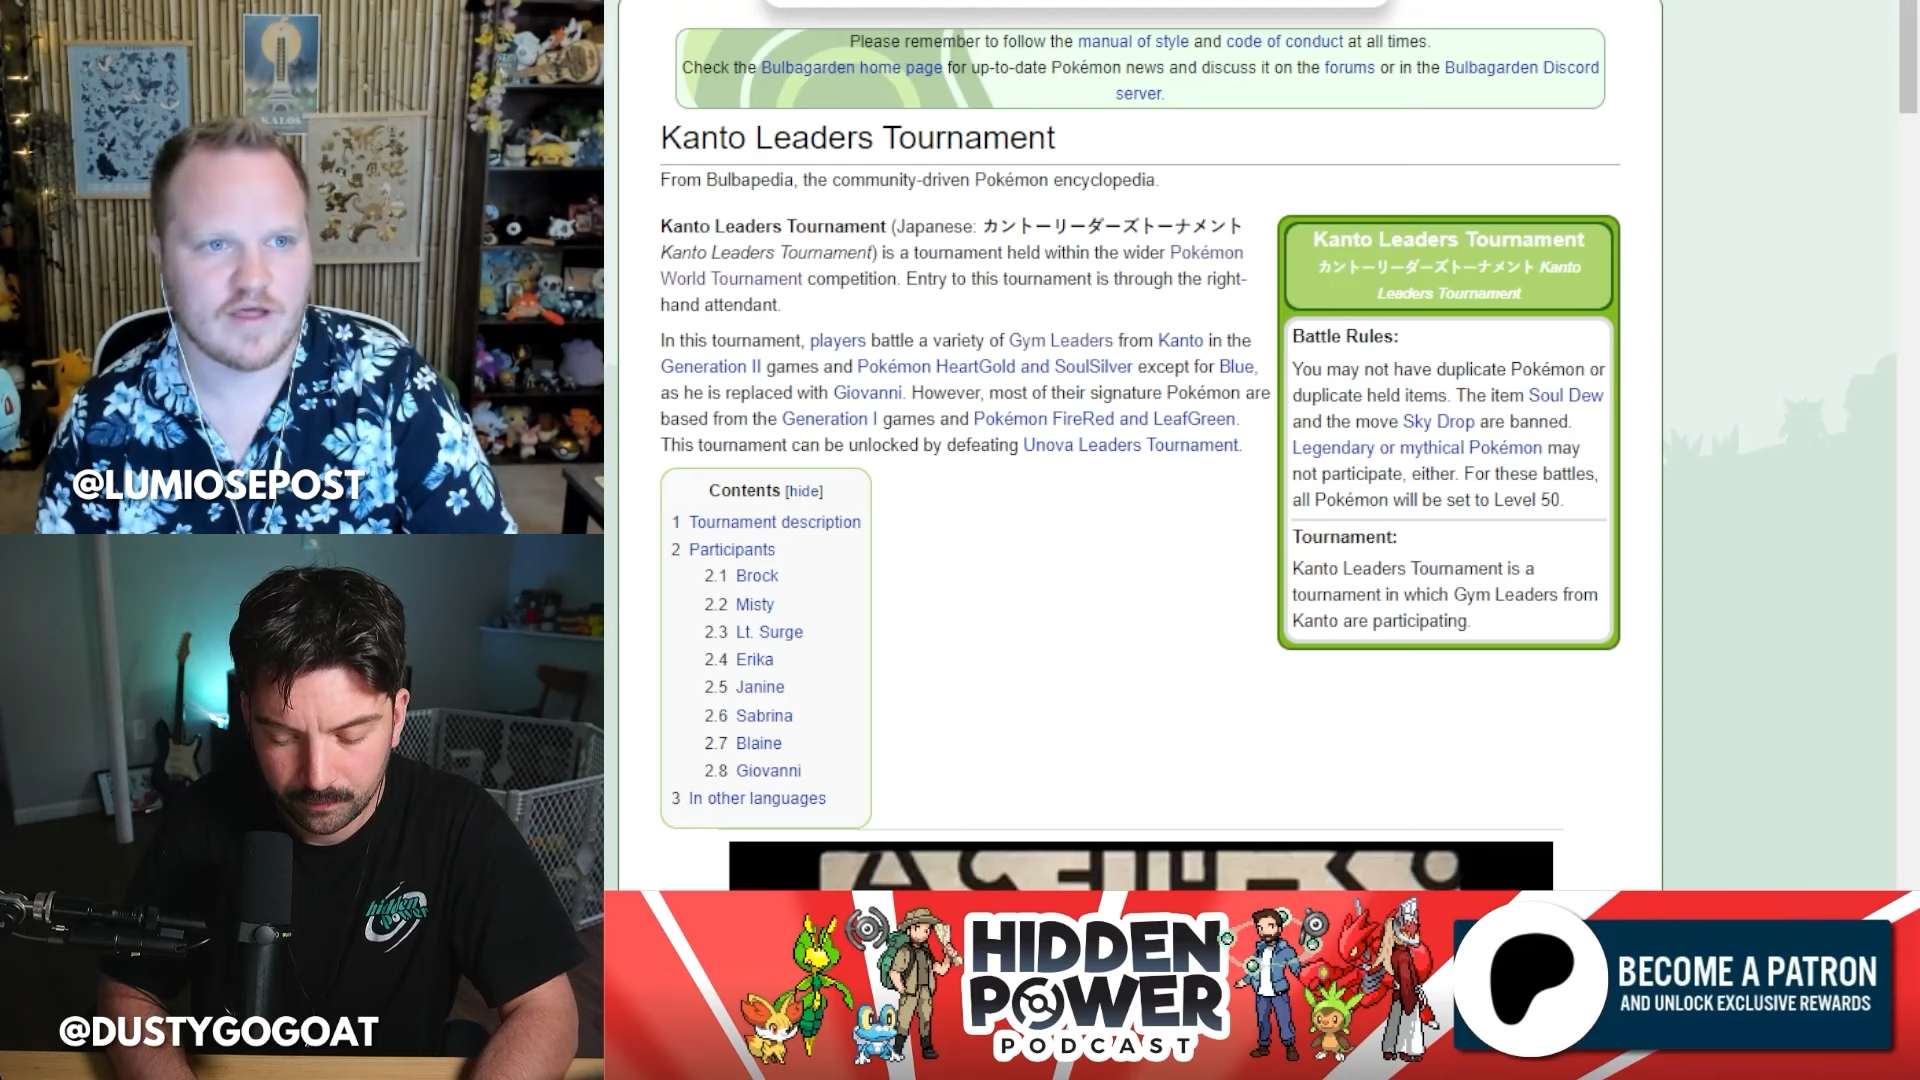 Please remember to follow the manual of style and code of conduct at all times.
Check the Bulbagarden home page for up-to-date Pokémon news and discuss it on the forums or in the Bulbagarden Discord
server.
Kanto Leaders Tournament
From Bulbapedia, the community-driven Pokémon encyclopedia.
Kanto Leaders Tournament (Japanese: カントーリーダーズトーナメント
Kanto Leaders Tournament) is a tournament held within the wider Pokémon
World Tournament competition. Entry to this tournament is through the right-
hand attendant.
In this tournament, players battle a variety of Gym Leaders from Kanto in the
Generation II games and Pokémon HeartGold and SoulSilver except for Blue,
as he is replaced with Giovanni. However, most of their signature Pokémon are
based from the Generation I games and Pokémon FireRed and LeafGreen.
This tournament can be unlocked by defeating Unova Leaders Tournament.
Contents [hide]
1 Tournament description
2 Participants
2.1 Brock
2.2 Misty
2.3 Lt. Surge
2.4 Erika
2.5 Janine
2.6 Sabrina
2.7 Blaine
2.8 Giovanni
3 In other languages
Kanto Leaders Tournament
カントーリーダーズトーナメント Kanto
Leaders Tournament
Battle Rules:
You may not have duplicate Pokémon or
duplicate held items. The item Soul Dew
and the move Sky Drop are banned.
Legendary or mythical Pokémon may
not participate, either. For these battles,
all Pokémon will be set to Level 50.
Tournament:
Kanto Leaders Tournament is a
tournament in which Gym Leaders from
Kanto are participating.
KALOS
@LUMIOSEPOST
hidden
power
@DUSTYGOGOAT
HIDDEN
POWER
PODCAST
BECOME A PATRON
AND UNLOCK EXCLUSIVE REWARDS